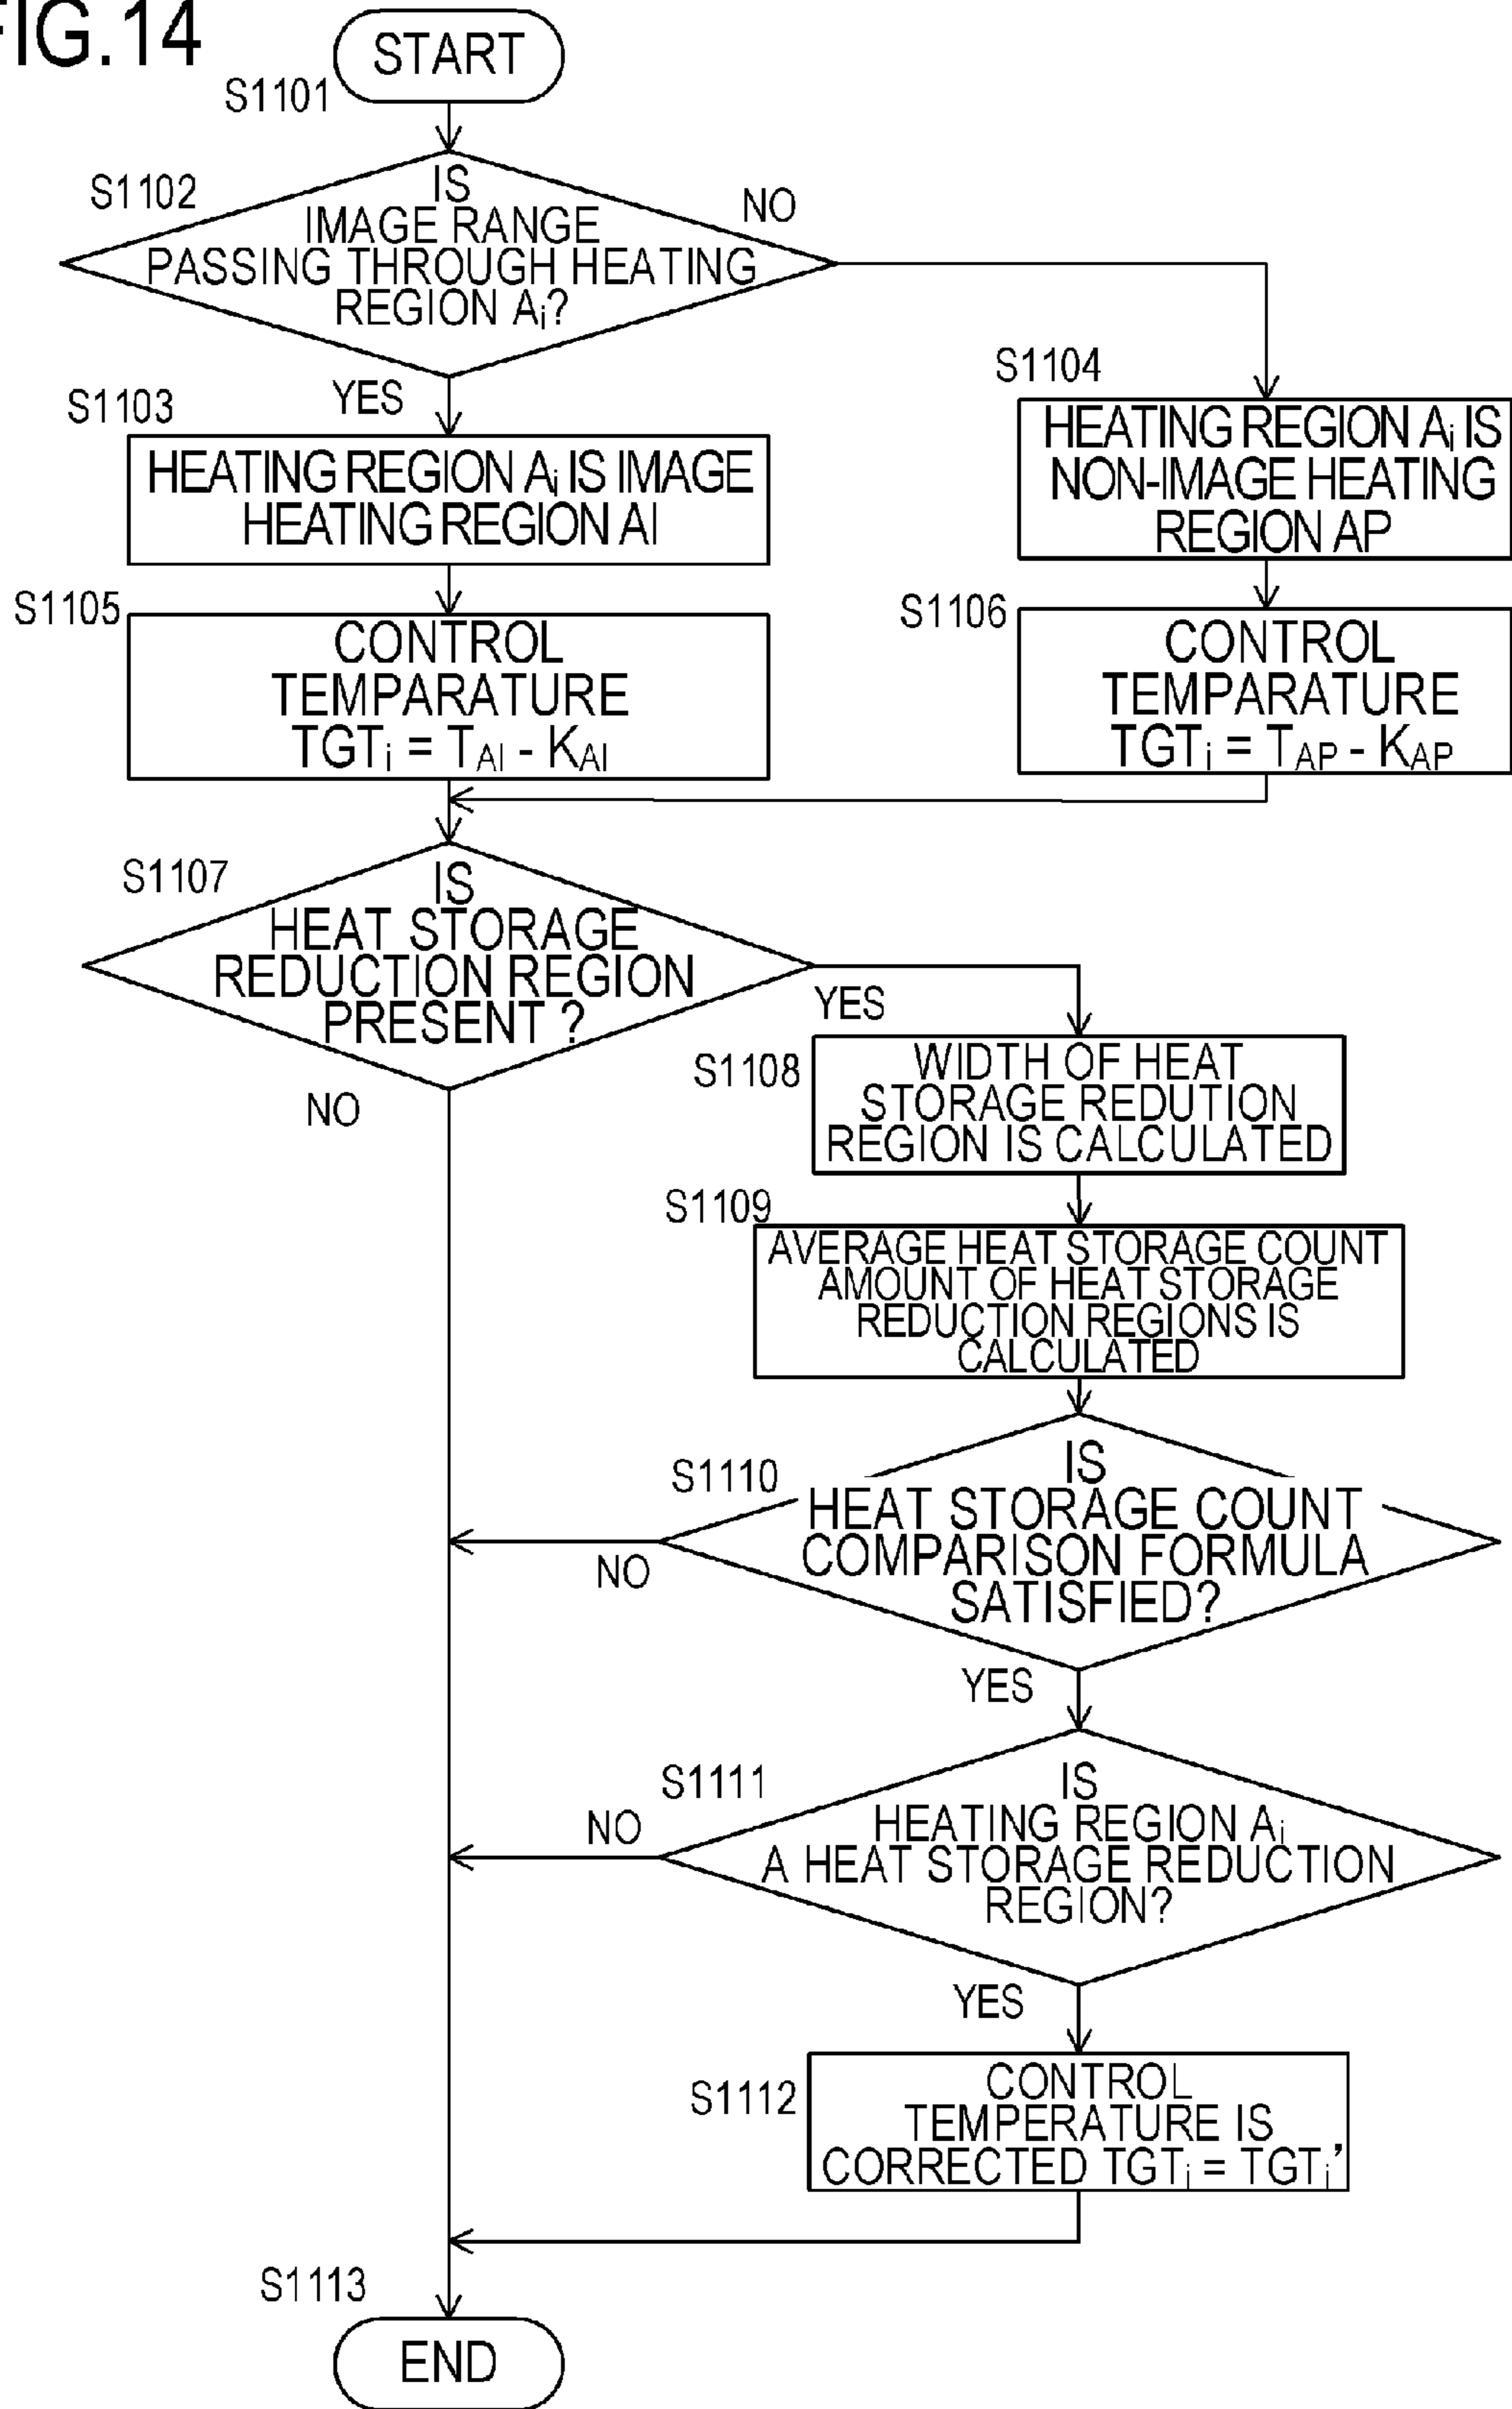 FIG.14
START
S1101
S1102
IS
IMAGE RANGE
PASSING THROUGH HEATING
REGION Ai?
NO
YES
S1103
HEATING REGION Ai IS IMAGE
HEATING REGION AI
S1104
HEATING REGION Ai IS
NON-IMAGE HEATING
REGION AP
S1105
CONTROL
TEMPARATURE
TGTi = TAI - KAI
S1106
CONTROL
TEMPARATURE
TGTi = TAP - KAP
S1107
IS
HEAT STORAGE
REDUCTION REGION
PRESENT ?
YES
NO
S1108
WIDTH OF HEAT
STORAGE REDUTION
REGION IS CALCULATED
S1109
AVERAGE HEAT STORAGE COUNT
AMOUNT OF HEAT STORAGE
REDUCTION REGIONS IS
CALCULATED
S1110
IS
HEAT STORAGE COUNT
COMPARISON FORMULA
SATISFIED?
NO
YES
S1111
IS
HEATING REGION Ai
A HEAT STORAGE REDUCTION
REGION?
NO
YES
S1112
CONTROL
TEMPERATURE IS
CORRECTED TGTi = TGTi'
S1113
END